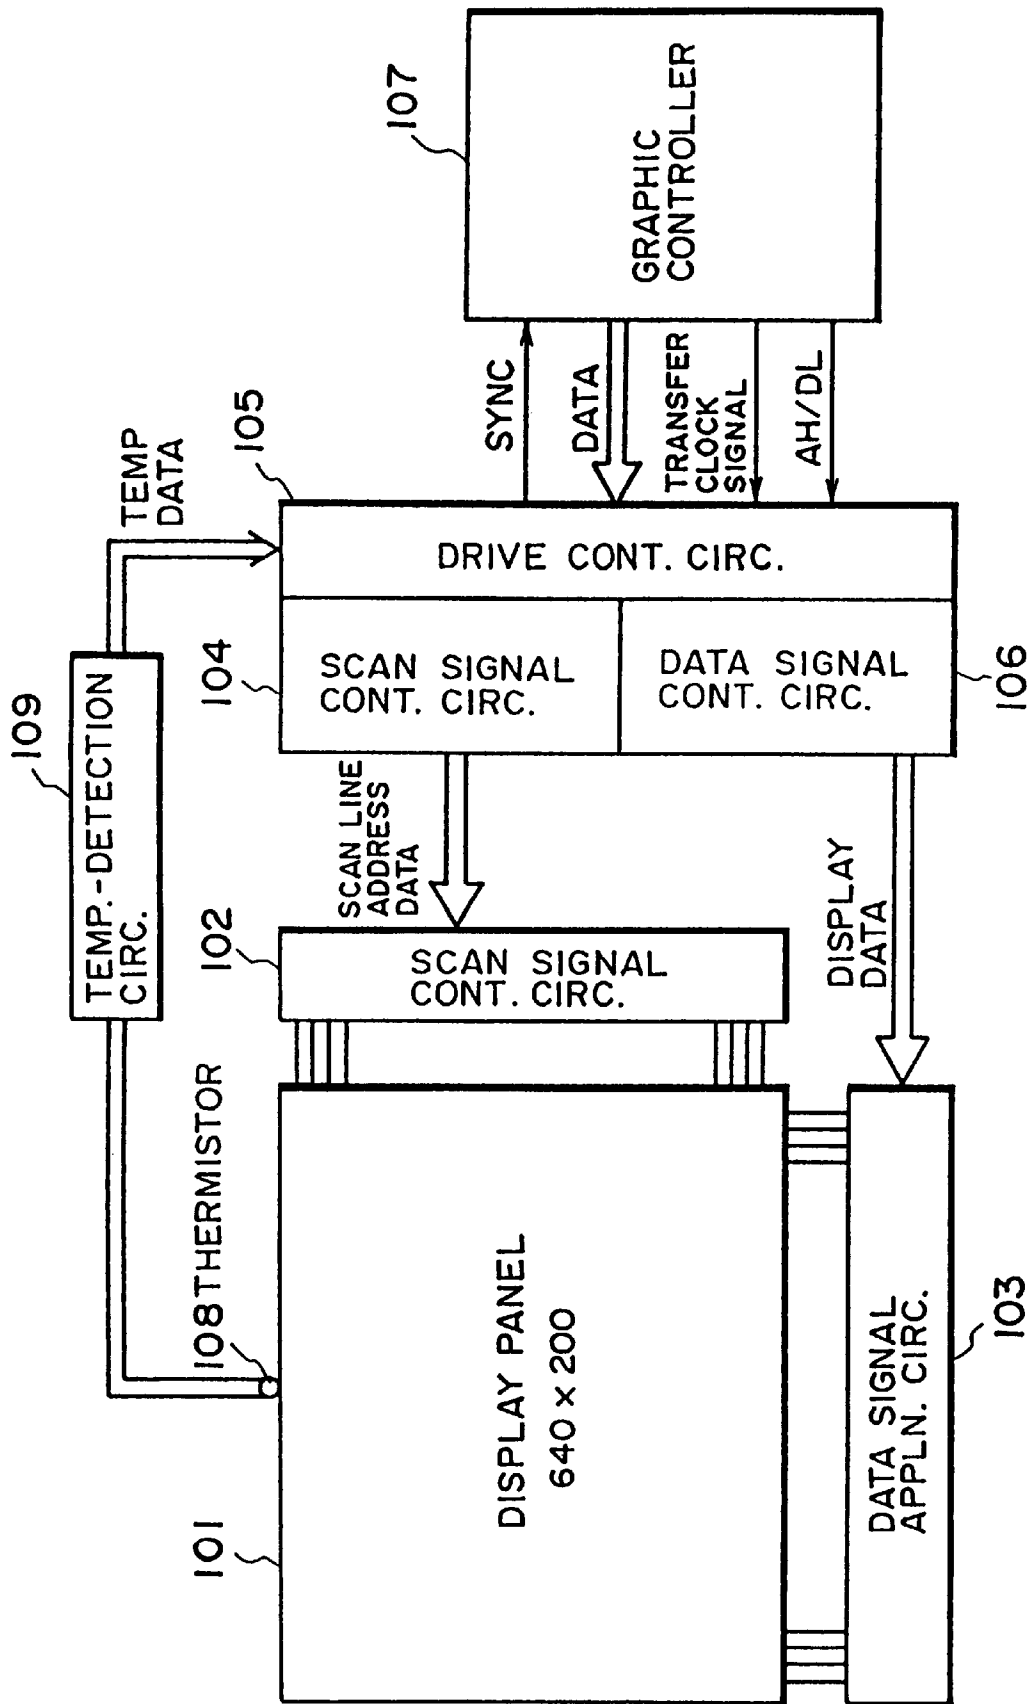 109
TEMP.-DETECTION
CIRC.
TEMP
DATA
105
107
108 THERMISTOR
102
104
101
DISPLAY PANEL
640 x 200
SCAN SIGNAL
CONT. CIRC.
SCAN LINE
ADDRESS
DATA
SCAN SIGNAL
CONT. CIRC.
DRIVE CONT. CIRC.
SYNC
DATA
TRANSFER
CLOCK
SIGNAL
AH/DL
GRAPHIC
CONTROLLER
DATA SIGNAL
CONT. CIRC.
106
DISPLAY
DATA
DATA SIGNAL
APPLN. CIRC.
103